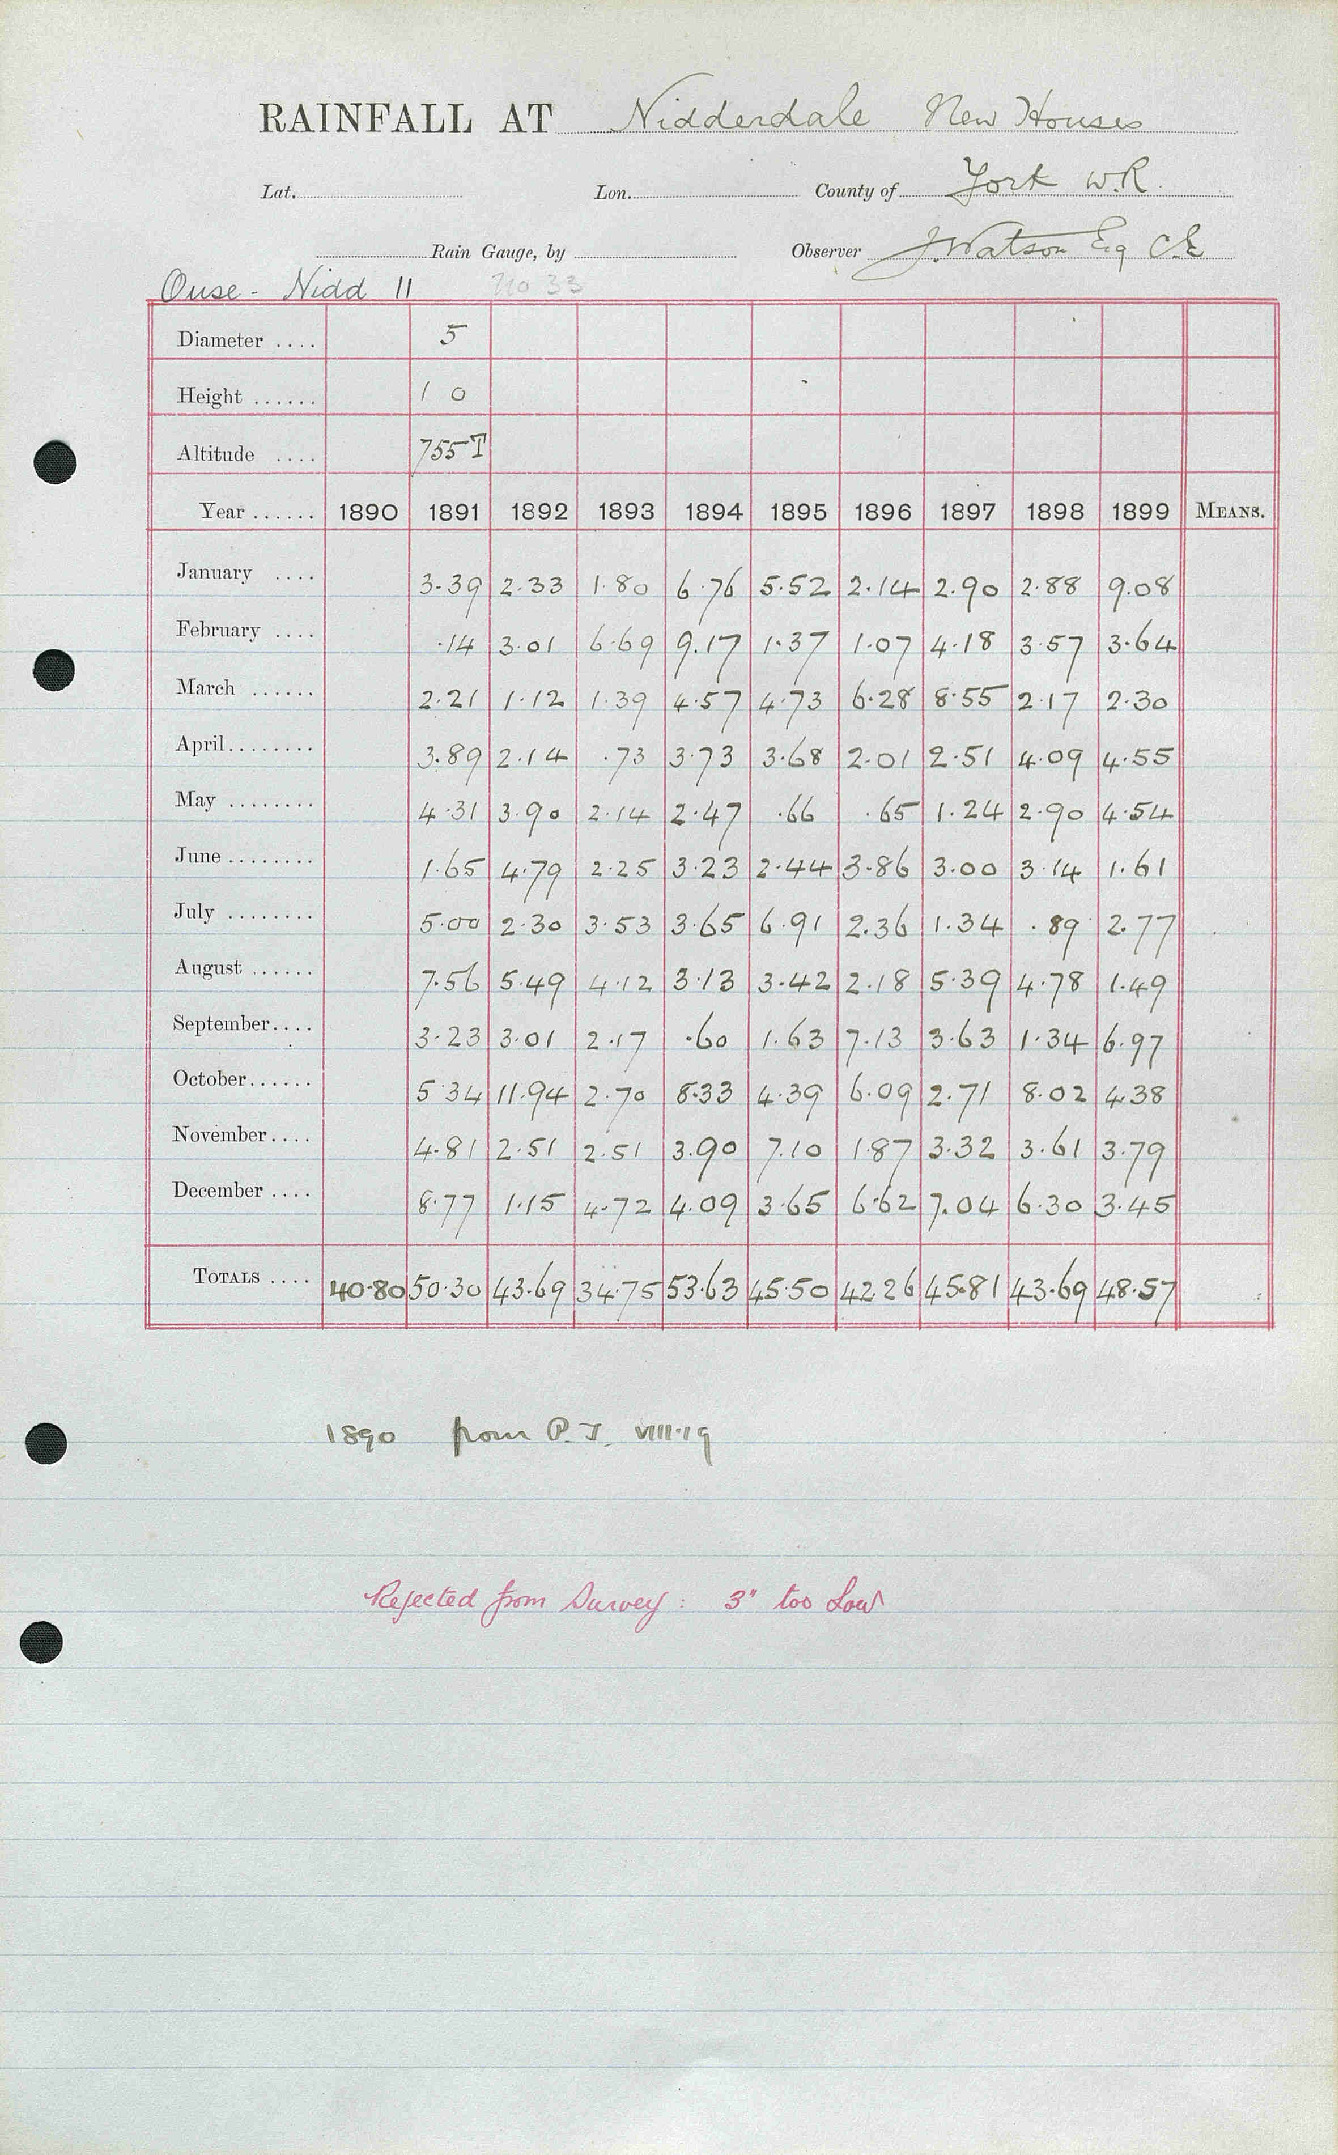 RAINFALL AT Nidderdale New Houses
Lat. Lon. County of York W.R.
Rain Gauge, by Observer J. Watson Esq C.E.
Ouse - Nidd 11 No 33
Diameter .... 5
Height ...... 1 0
Altitude .... 755 T
Year ...... 1890 1891 1892 1893 1894 1895 1896 1897 1898 1899 MEANS.
January .... 3.39 2.33 1.80 6.76 5.52 2.14 2.90 2.88 9.08
February .... .14 3.01 6.69 9.17 1.37 1.07 4.18 3.57 3.64
March ...... 2.21 1.12 1.39 4.57 4.73 6.28 8.55 2.17 2.30
April ........ 3.89 2.14 .73 3.73 3.68 2.01 2.51 4.09 4.55
May ........ 4.31 3.90 2.14 2.47 .66 .65 1.24 2.90 4.54
June ........ 1.65 4.79 2.25 3.23 2.44 3.86 3.00 3.14 1.61
July ........ 5.00 2.30 3.53 3.65 6.91 2.36 1.34 .89 2.77
August ...... 7.56 5.49 4.12 3.13 3.42 2.18 5.39 4.78 1.49
September .... 3.23 3.01 2.17 .60 1.63 7.13 3.63 1.34 6.97
October ...... 5 34 11.94 2.70 8.33 4.39 6.09 2.71 8.02 4.38
November .... 4.81 2.51 2.51 3.90 7.10 1.87 3.32 3.61 3.79
December .... 8.77 1.15 4.72 4.09 3.65 6.62 7.04 6.30 3.45
TOTALS .... 40.80 50.30 43.69 34.75 53.63 45.50 42 26 45.81 43.69 48.57
1890 from P.T. VIII.19
Rejected from Survey: 3" too Low